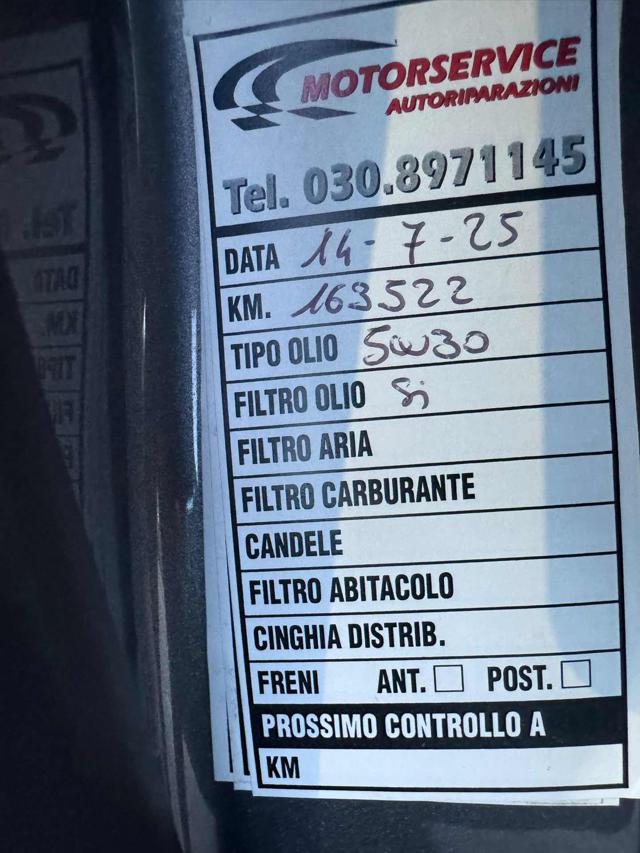 MOTORSERVICE
AUTORIPARAZIONI
Tel. 030.8971145
DATA 14-7-25
KM. 163522
TIPO OLIO 5W30
FILTRO OLIO Si
FILTRO ARIA
FILTRO CARBURANTE
CANDELE
FILTRO ABITACOLO
CINGHIA DISTRIB.
FRENI ANT. POST.
PROSSIMO CONTROLLO A
KM